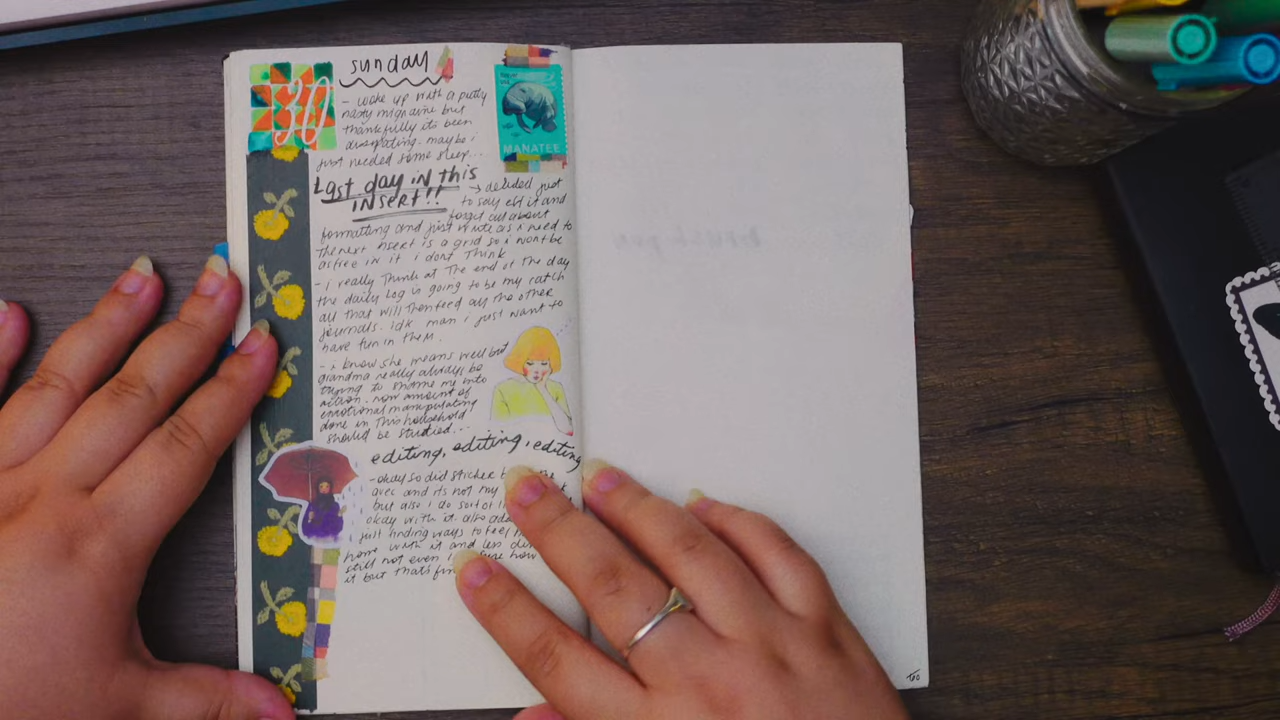 sunday
30
- woke up with a pretty
nasty migraine but
thankfully its been
dissipating. maybe i
just needed some sleep...
MANATEE
Last day in this
INSERT!!
→ decided just
to say eff it and
forget all about
formatting and just write as i need to
The next insert is a grid so i wont be
as free in it i dont Think
- i really Think at The end of the day
the daily Log is going to be my catch
all that will Then feed all the other
journals. Idk man i just want to
have fun in them.
- i know she means well but
grandma really always be
trying to shame me into
action. amount of
emotional manipulating
done in This household
should be studied...
editing, editing, editing
- okay so did sticker
and its not my
but also i do sort of
okay with it. also
i just finding ways to feel
home with it and less
still not even how
it but that's
100